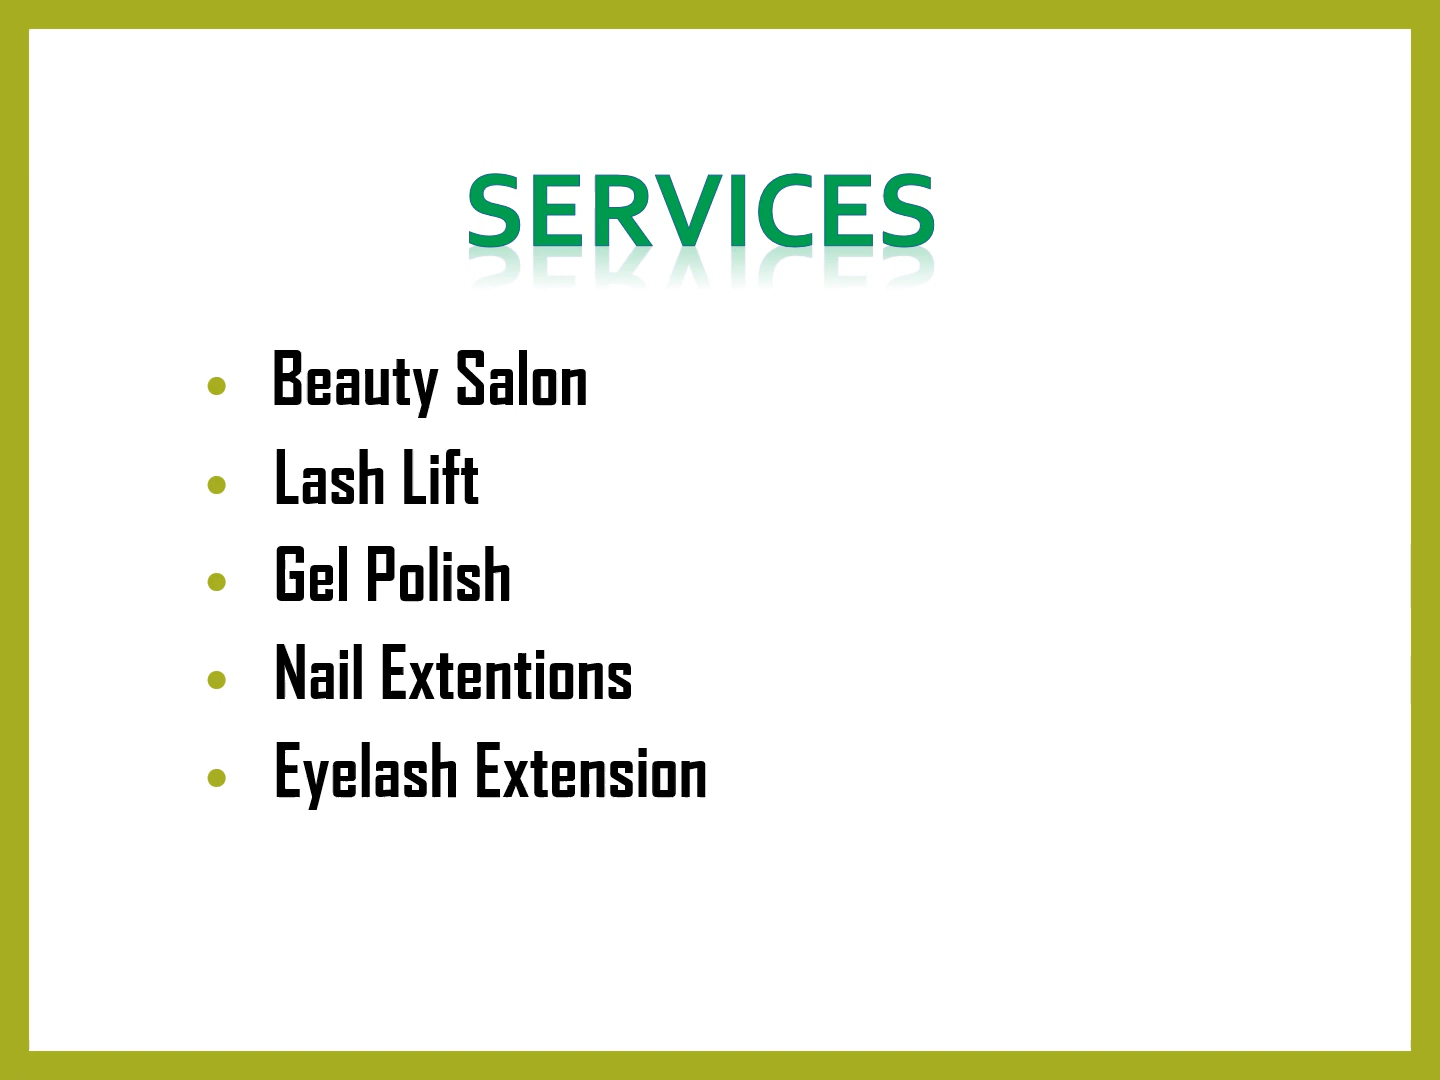 SERVICES
• Beauty Salon
• Lash Lift
• Gel Polish
• Nail Extentions
• Eyelash Extension